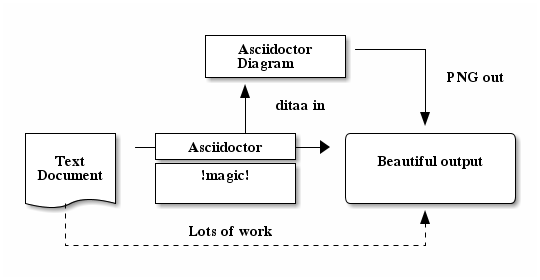 Asciidoctor
Diagram
PNG out
ditaa in
Text
Document
Asciidoctor
!magic!
Beautiful output
Lots of work